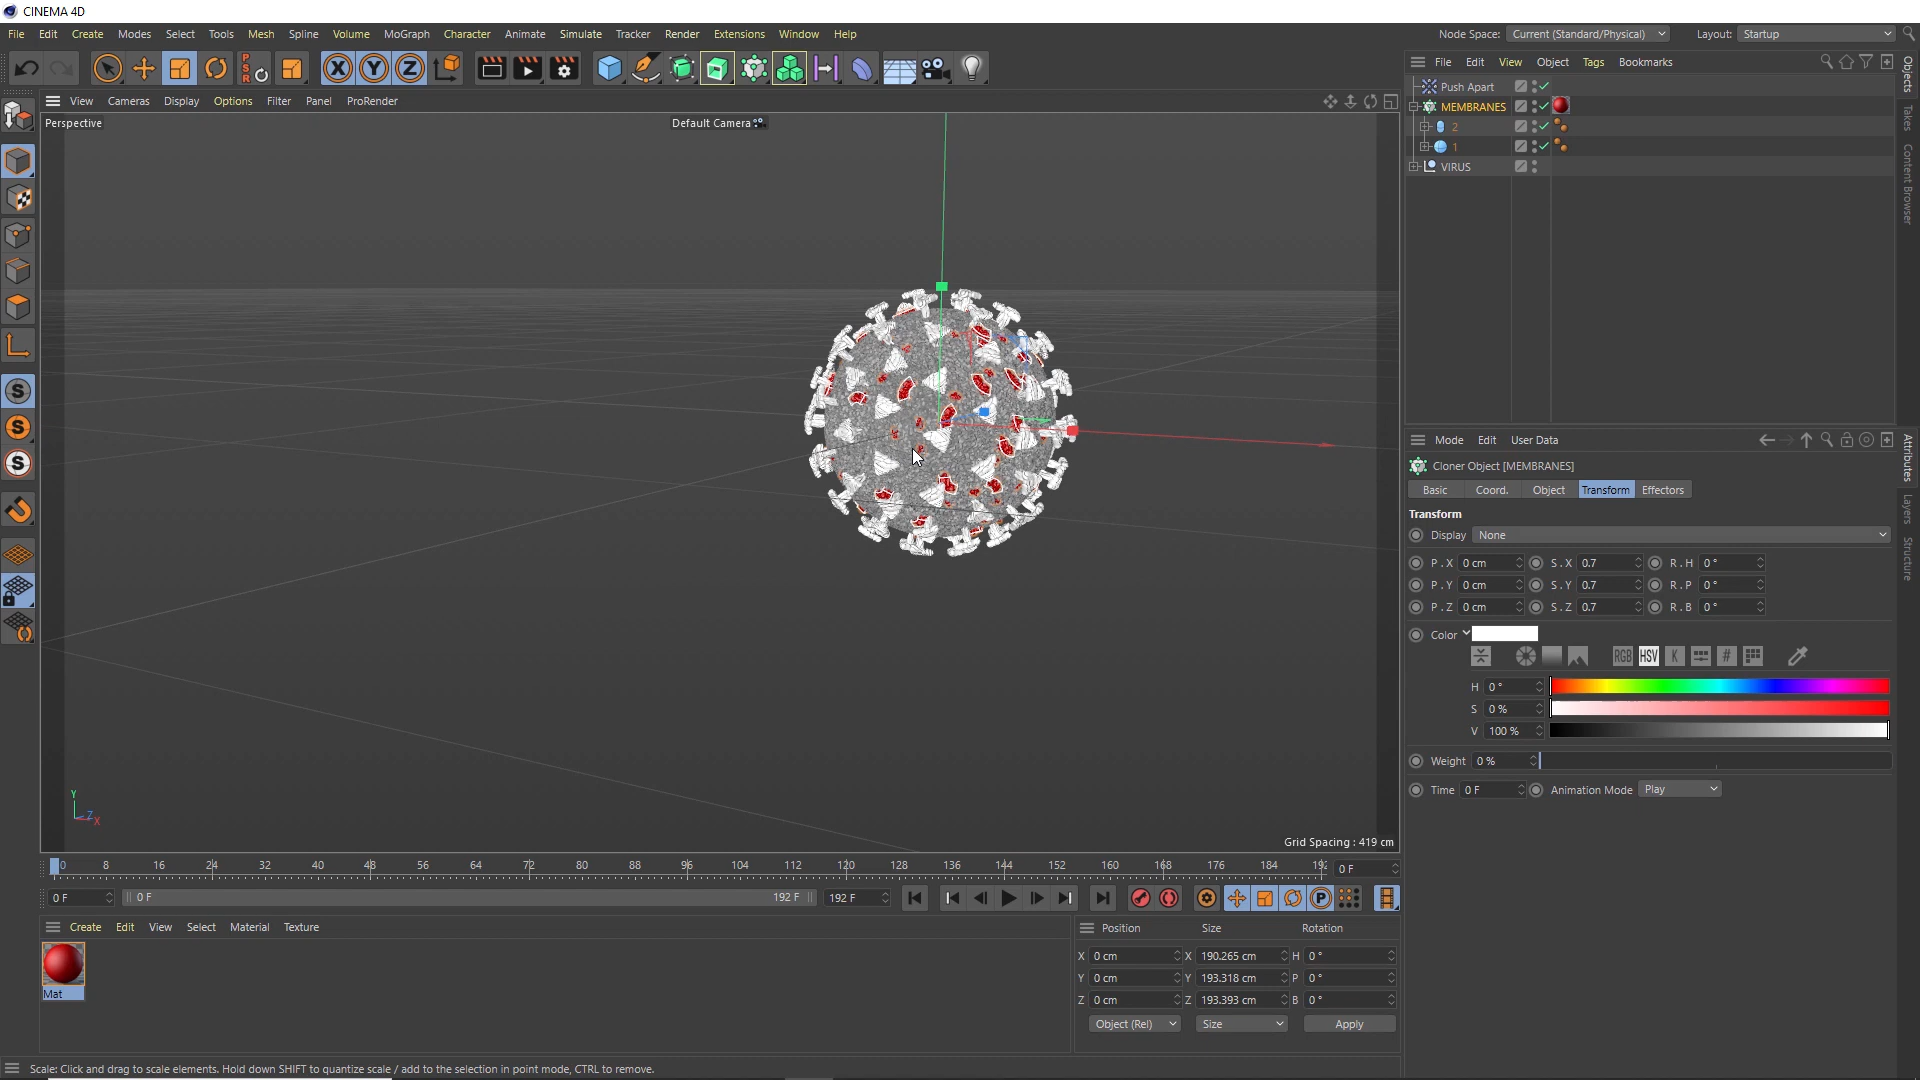 CINEMA 4D
File Edit Create Modes Select Tools Mesh Spline Volume MoGraph Character Animate Simulate Tracker Render Extensions Window Help
Node Space: Current (Standard/Physical) Layout: Startup
PSR
X Y Z
View Cameras Display Options Filter Panel ProRender
Perspective
Default Camera
S
S
S
Y
Z
X
Grid Spacing : 419 cm
0 8 16 24 32 40 48 56 64 72 80 88 96 104 112 120 128 136 144 152 160 168 176 184 192
0 F
0 F 0 F 192 F 192 F
P
Create Edit View Select Material Texture
Mat
Position Size Rotation
X 0 cm X 190.265 cm H 0 °
Y 0 cm Y 193.318 cm P 0 °
Z 0 cm Z 193.393 cm B 0 °
Object (Rel) Size Apply
Scale: Click and drag to scale elements. Hold down SHIFT to quantize scale / add to the selection in point mode, CTRL to remove.
File Edit View Object Tags Bookmarks
Push Apart
MEMBRANES
2
1
VIRUS
Objects
Takes
Content Browser
Mode Edit User Data
Cloner Object [MEMBRANES]
Basic Coord. Object Transform Effectors
Transform
Display None
P . X 0 cm S . X 0.7 R . H 0 °
P . Y 0 cm S . Y 0.7 R . P 0 °
P . Z 0 cm S . Z 0.7 R . B 0 °
Color
RGB HSV K #
H 0 °
S 0 %
V 100 %
Weight 0 %
Time 0 F Animation Mode Play
Attributes
Layers
Structure